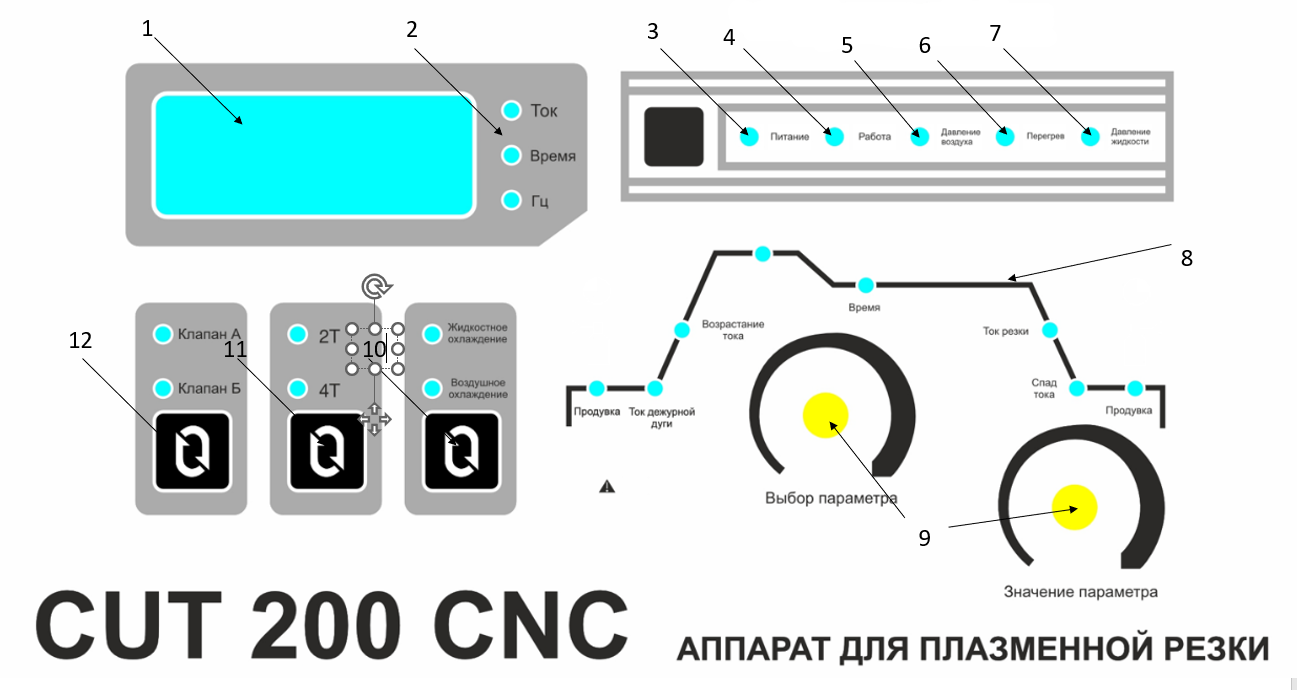 1
2
3
4
5
6
7
Ток
Время
Гц
Питание
Работа
Давление
воздуха
Перегрев
Давление
жидкости
8
Время
Возрастание
тока
Ток резки
Продувка
Ток дежурной
дуги
Спад
тока
Продувка
12
Клапан А
Клапан Б
11
2Т
4Т
10
Жидкостное
охлаждение
Воздушное
охлаждение
Выбор параметра
9
Значение параметра
CUT 200 CNC
АППАРАТ ДЛЯ ПЛАЗМЕННОЙ РЕЗКИ